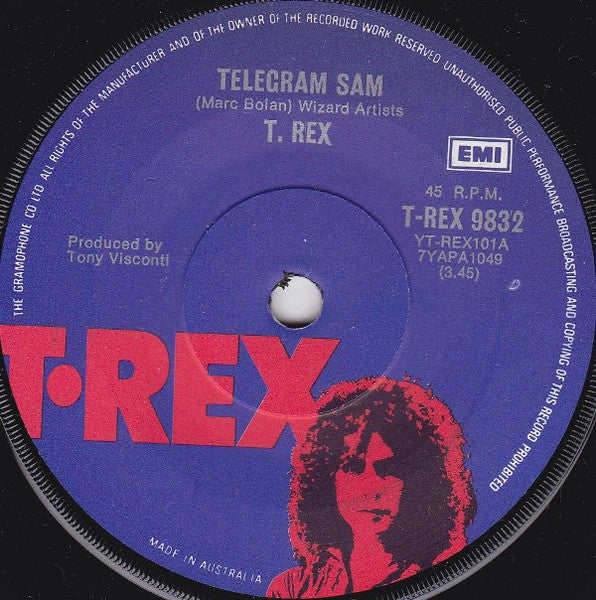 THE GRAMOPHONE CO LTD ALL RIGHTS OF THE MANUFACTURER AND OF THE OWNER OF THE RECORDED WORK RESERVED UNAUTHORISED PUBLIC PERFORMANCE BROADCASTING AND COPYING OF THIS RECORD PROHIBITED
TELEGRAM SAM
(Marc Bolan) Wizard Artists
T. REX
EMI
45 R.P.M.
T-REX 9832
YT-REX101A
7YAPA1049
(3.45)
Produced by
Tony Visconti
T•REX
MADE IN AUSTRALIA